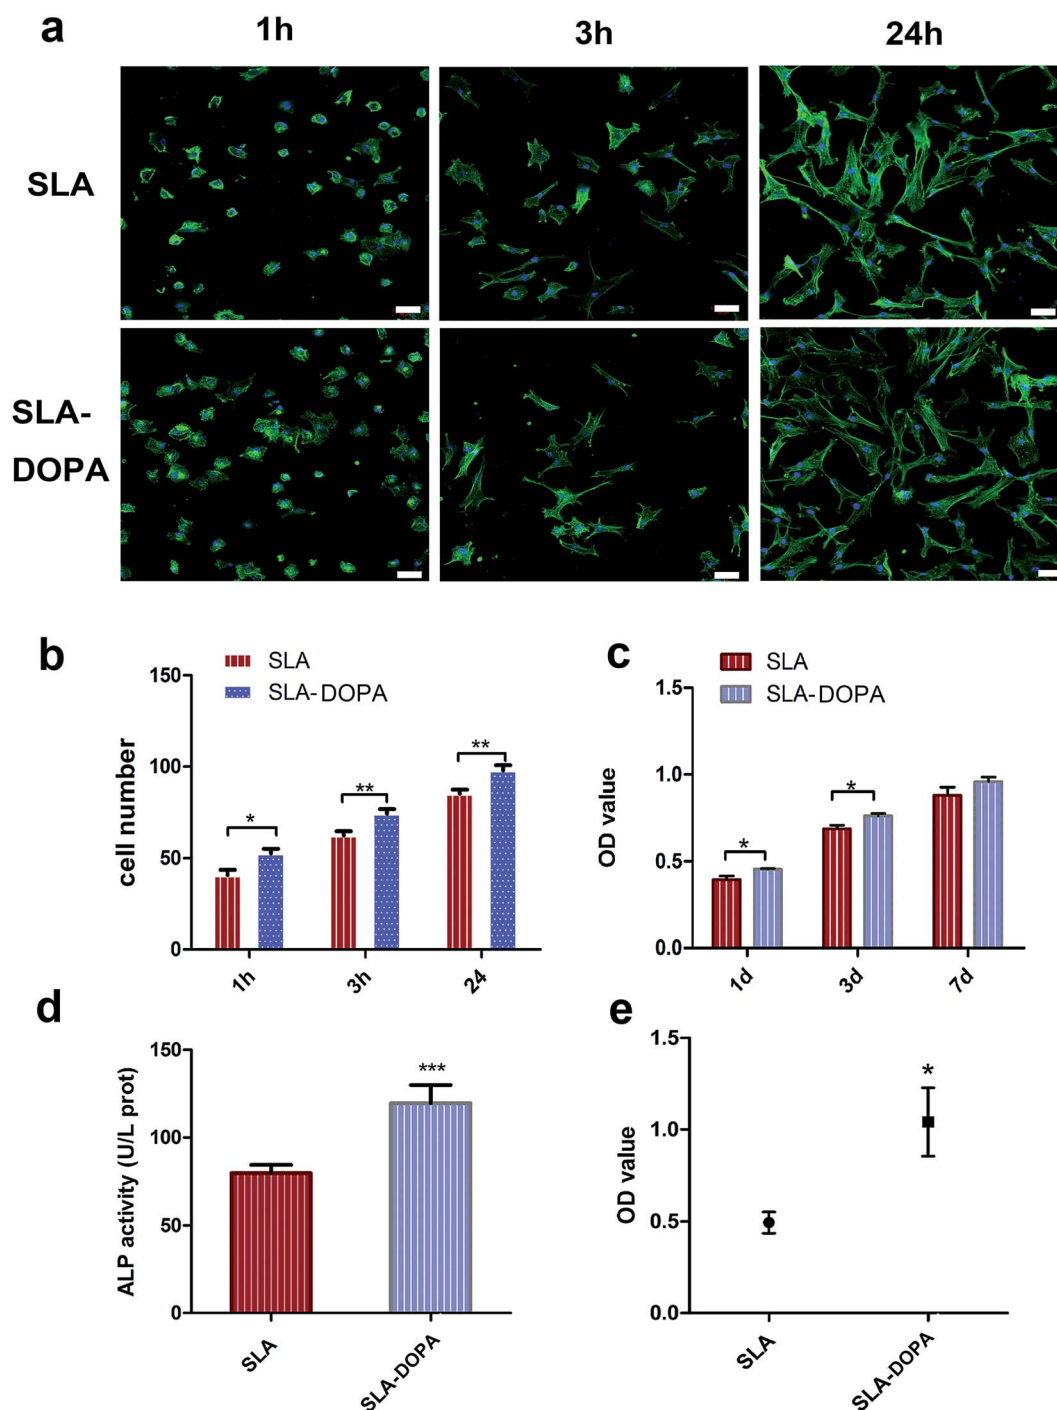 a
1h 3h 24h
SLA
SLA-
DOPA
b
SLA
SLA-DOPA
cell number
150
100
50
0
1h 3h 24
*
**
**
c
SLA
SLA-DOPA
OD value
1.5
1.0
0.5
0.0
1d 3d 7d
*
*
d
ALP activity (U/L prot)
150
100
50
0
***
SLA SLA-DOPA
e
OD value
1.5
1.0
0.5
0.0
*
SLA SLA-DOPA